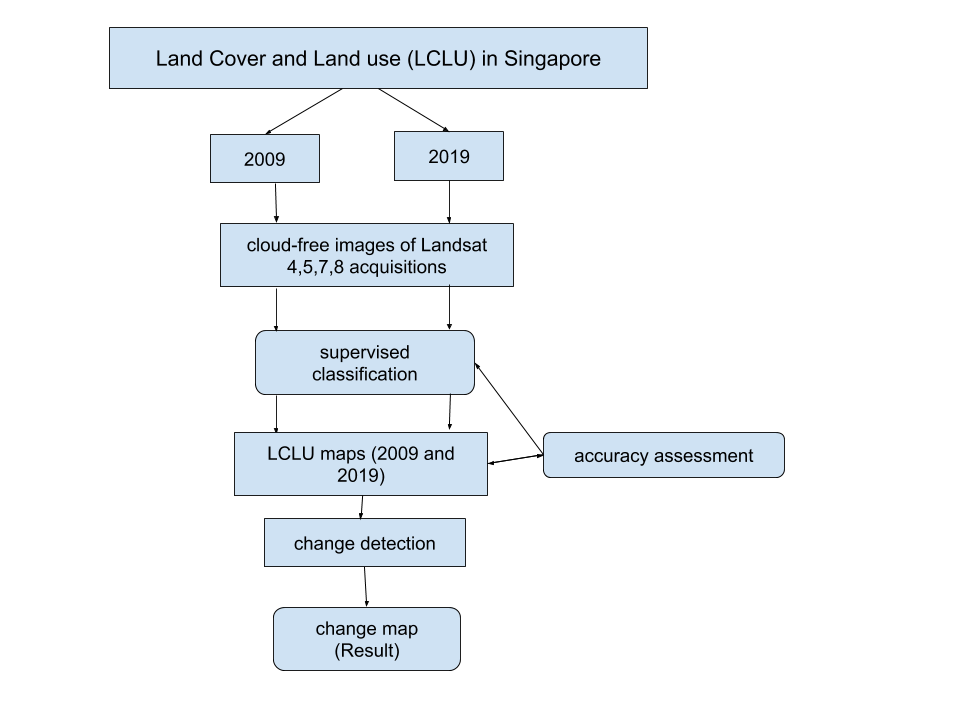 Land Cover and Land use (LCLU) in Singapore
2009
2019
cloud-free images of Landsat
4,5,7,8 acquisitions
supervised
classification
LCLU maps (2009 and
2019)
accuracy assessment
change detection
change map
(Result)